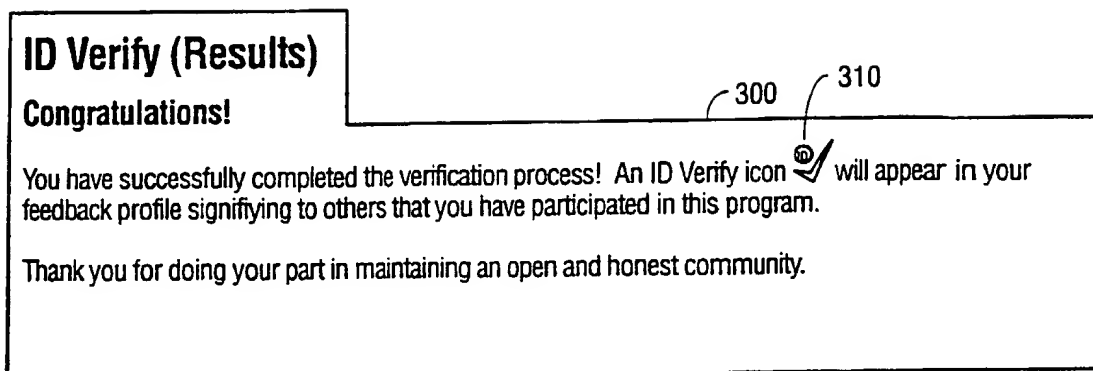 ID Verify (Results)
Congratulations!
300
310
You have successfully completed the verification process! An ID Verify icon ID will appear in your
feedback profile signifiying to others that you have participated in this program.
Thank you for doing your part in maintaining an open and honest community.